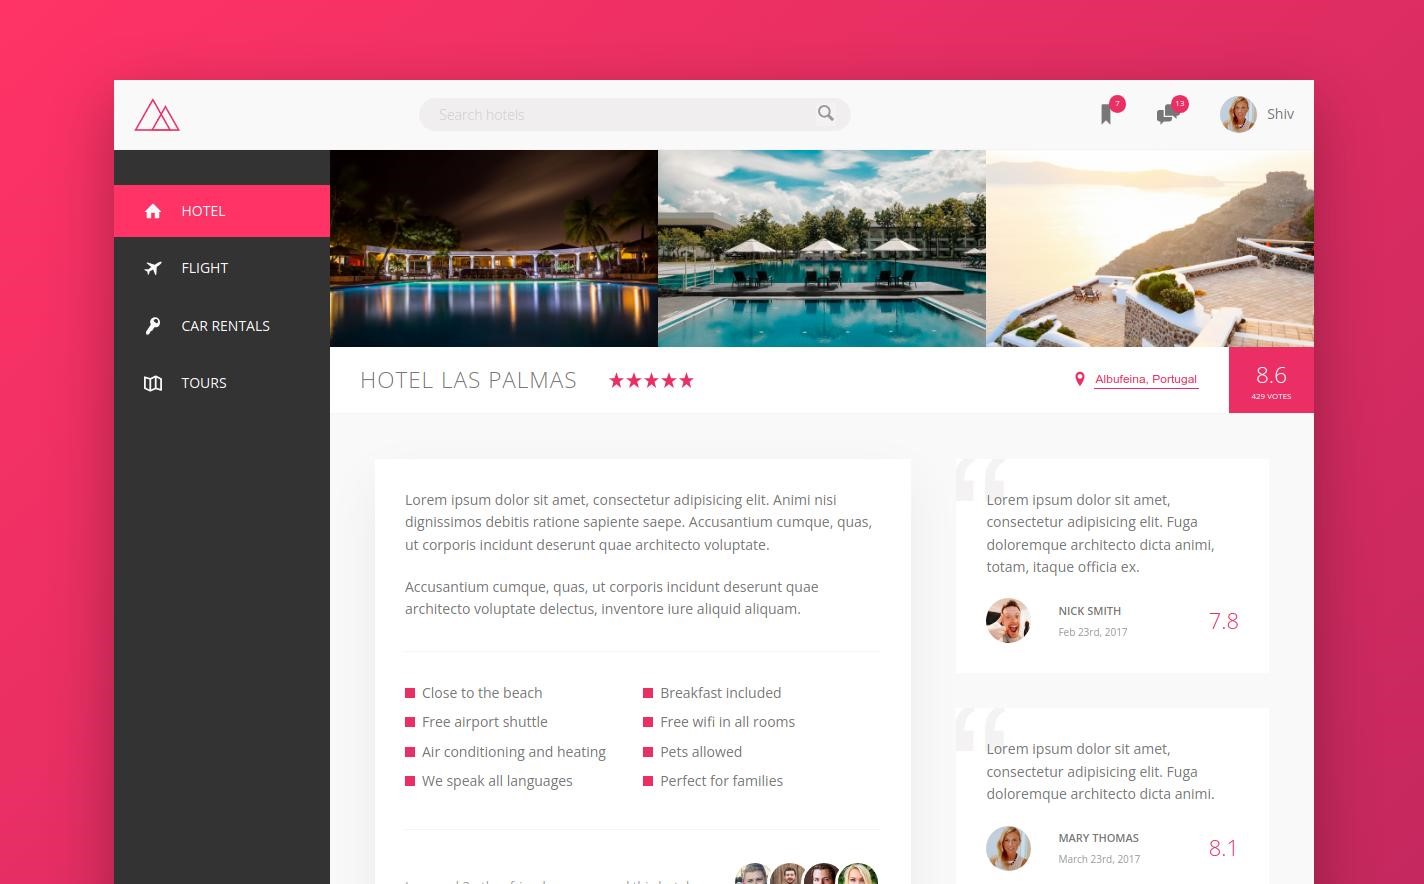 Search hotels
7
13
Shiv
HOTEL
FLIGHT
CAR RENTALS
TOURS
HOTEL LAS PALMAS
Albufeina, Portugal
8.6
429 VOTES
Lorem ipsum dolor sit amet, consectetur adipisicing elit. Animi nisi
dignissimos debitis ratione sapiente saepe. Accusantium cumque, quas,
ut corporis incidunt deserunt quae architecto voluptate.
Accusantium cumque, quas, ut corporis incidunt deserunt quae
architecto voluptate delectus, inventore iure aliquid aliquam.
Close to the beach
Free airport shuttle
Air conditioning and heating
We speak all languages
Breakfast included
Free wifi in all rooms
Pets allowed
Perfect for families
“
Lorem ipsum dolor sit amet,
consectetur adipisicing elit. Fuga
doloremque architecto dicta animi,
totam, itaque officia ex.
NICK SMITH
Feb 23rd, 2017
7.8
“
Lorem ipsum dolor sit amet,
consectetur adipisicing elit. Fuga
doloremque architecto dicta animi.
MARY THOMAS
March 23rd, 2017
8.1